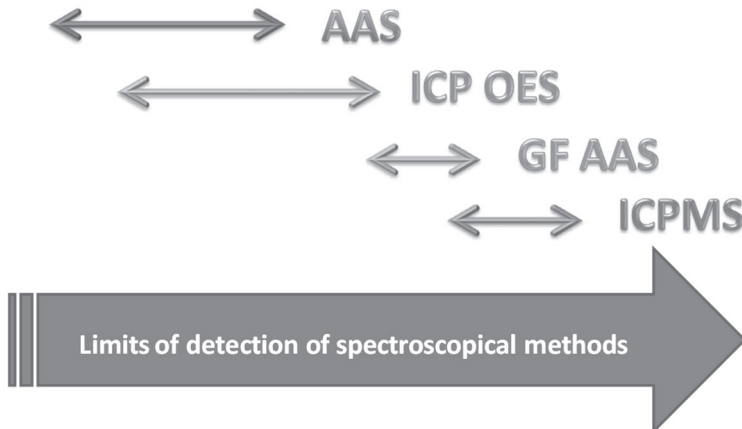 AAS
ICP OES
GF AAS
ICPMS
Limits of detection of spectroscopical methods